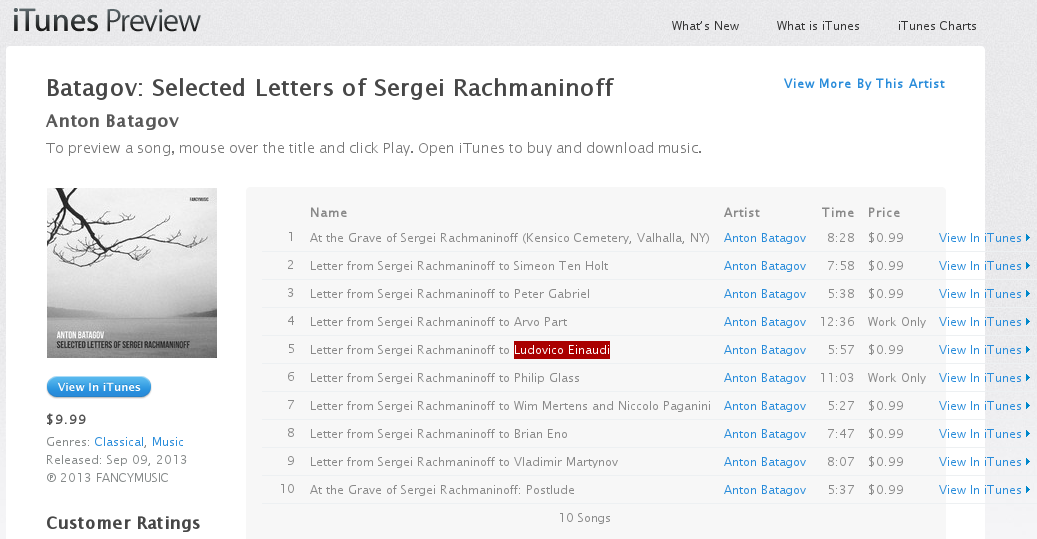 iTunes Preview
What's New What is iTunes iTunes Charts
Batagov: Selected Letters of Sergei Rachmaninoff
View More By This Artist
Anton Batagov
To preview a song, mouse over the title and click Play. Open iTunes to buy and download music.
FANCYMUSIC
ANTON BATAGOV
SELECTED LETTERS OF SERGEI RACHMANINOFF
View In iTunes
$9.99
Genres: Classical, Music
Released: Sep 09, 2013
℗ 2013 FANCYMUSIC
Customer Ratings
Name Artist Time Price
1 At the Grave of Sergei Rachmaninoff (Kensico Cemetery, Valhalla, NY) Anton Batagov 8:28 $0.99 View In iTunes
2 Letter from Sergei Rachmaninoff to Simeon Ten Holt Anton Batagov 7:58 $0.99 View In iTunes
3 Letter from Sergei Rachmaninoff to Peter Gabriel Anton Batagov 5:38 $0.99 View In iTunes
4 Letter from Sergei Rachmaninoff to Arvo Part Anton Batagov 12:36 Work Only View In iTunes
5 Letter from Sergei Rachmaninoff to Ludovico Einaudi Anton Batagov 5:57 $0.99 View In iTunes
6 Letter from Sergei Rachmaninoff to Philip Glass Anton Batagov 11:03 Work Only View In iTunes
7 Letter from Sergei Rachmaninoff to Wim Mertens and Niccolo Paganini Anton Batagov 5:27 $0.99 View In iTunes
8 Letter from Sergei Rachmaninoff to Brian Eno Anton Batagov 7:47 $0.99 View In iTunes
9 Letter from Sergei Rachmaninoff to Vladimir Martynov Anton Batagov 8:07 $0.99 View In iTunes
10 At the Grave of Sergei Rachmaninoff: Postlude Anton Batagov 5:37 $0.99 View In iTunes
10 Songs